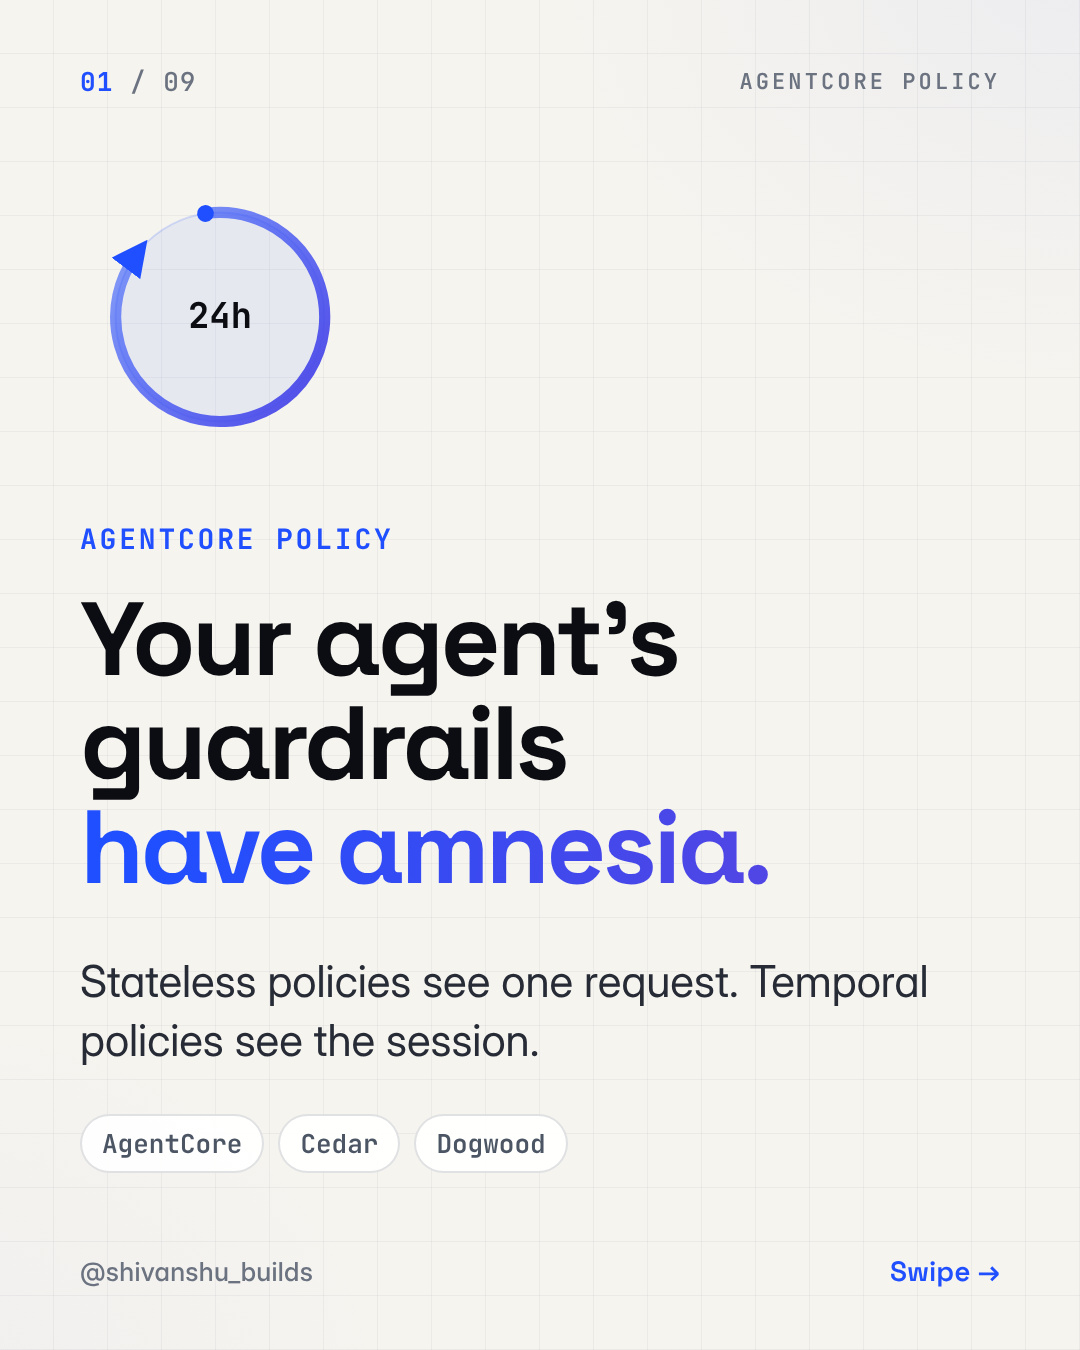 01 / 09
AGENTCORE POLICY
24h
AGENTCORE POLICY
Your agent’s
guardrails
have amnesia.
Stateless policies see one request. Temporal
policies see the session.
AgentCore
Cedar
Dogwood
@shivanshu_builds
Swipe →